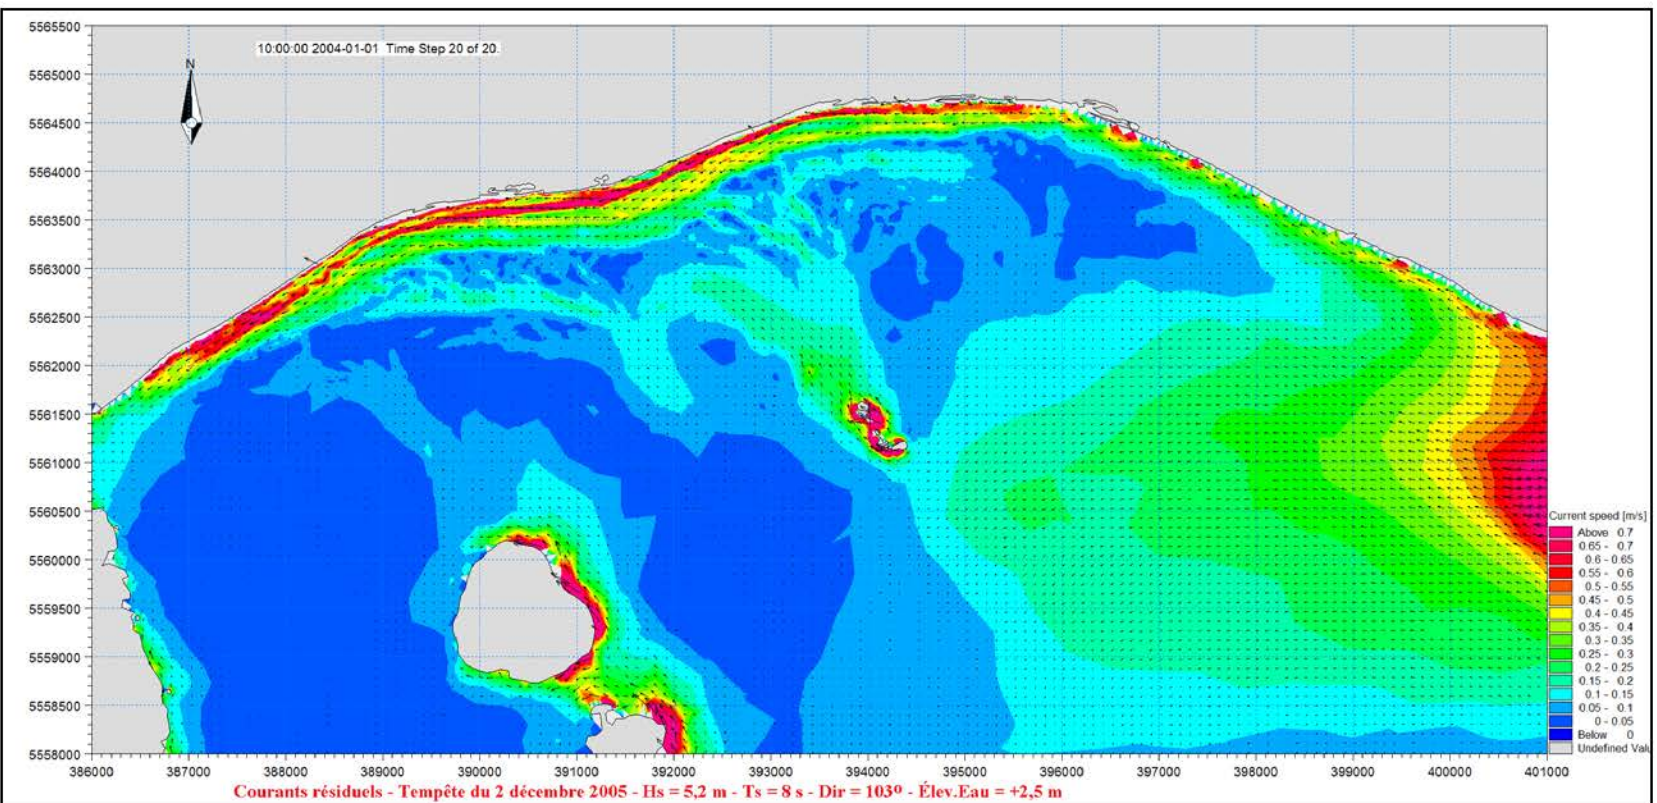 5565500
10:00:00 2004-01-01 Time Step 20 of 20.
5565000
N
5564500
5564000
5563500
5563000
5562500
5562000
5561500
5561000
5560500
5560000
5559500
5559000
5558500
5558000
386000 387000 388000 389000 390000 391000 392000 393000 394000 395000 396000 397000 398000 399000 400000 401000
Current speed [m/s]
Above 0.7
0.65 - 0.7
0.6 - 0.65
0.55 - 0.6
0.5 - 0.55
0.45 - 0.5
0.4 - 0.45
0.35 - 0.4
0.3 - 0.35
0.25 - 0.3
0.2 - 0.25
0.15 - 0.2
0.1 - 0.15
0.05 - 0.1
0 - 0.05
Below 0
Undefined Valu
Courants résiduels - Tempête du 2 décembre 2005 - Hs = 5,2 m - Ts = 8 s - Dir = 103º - Élev.Eau = +2,5 m